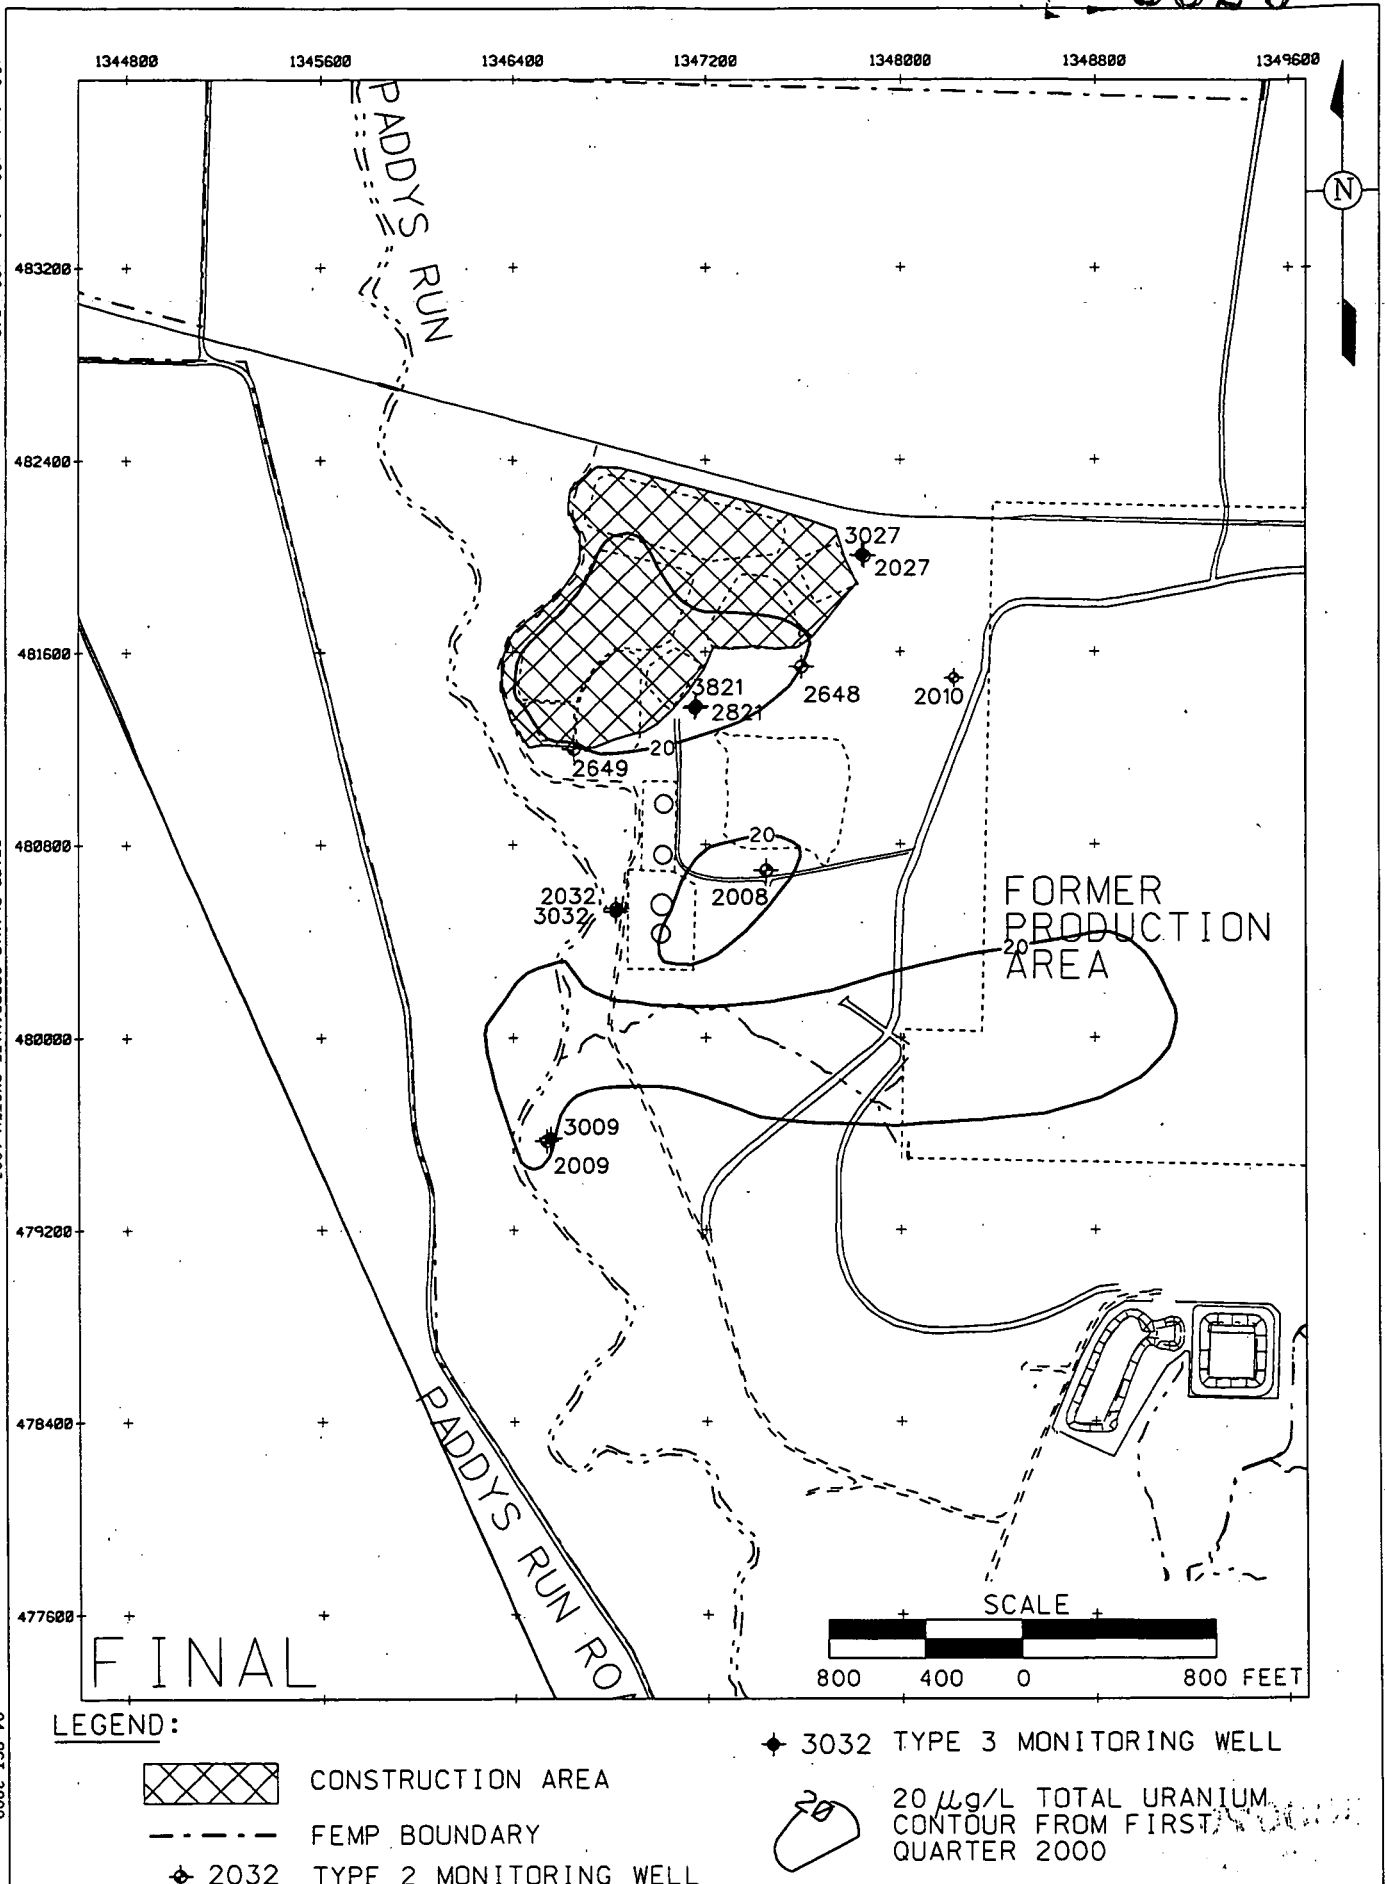 1344800 1345600 1346400 1347200 1348000 1348800 1349600
PADDYS RUN
N
483200
482400
3027
2027
481600
3821
2821
2648
2010
20
2649
480800
20
2008
2032
3032
FORMER
PRODUCTION
AREA
20
480000
3009
2009
479200
478400
PADDYS RUN RO
477600
SCALE
800 400 0 800 FEET
FINAL
LEGEND:
CONSTRUCTION AREA
FEMP BOUNDARY
2032 TYPE 2 MONITORING WELL
3032 TYPE 3 MONITORING WELL
20
20 µg/L TOTAL URANIUM
CONTOUR FROM FIRST
QUARTER 2000